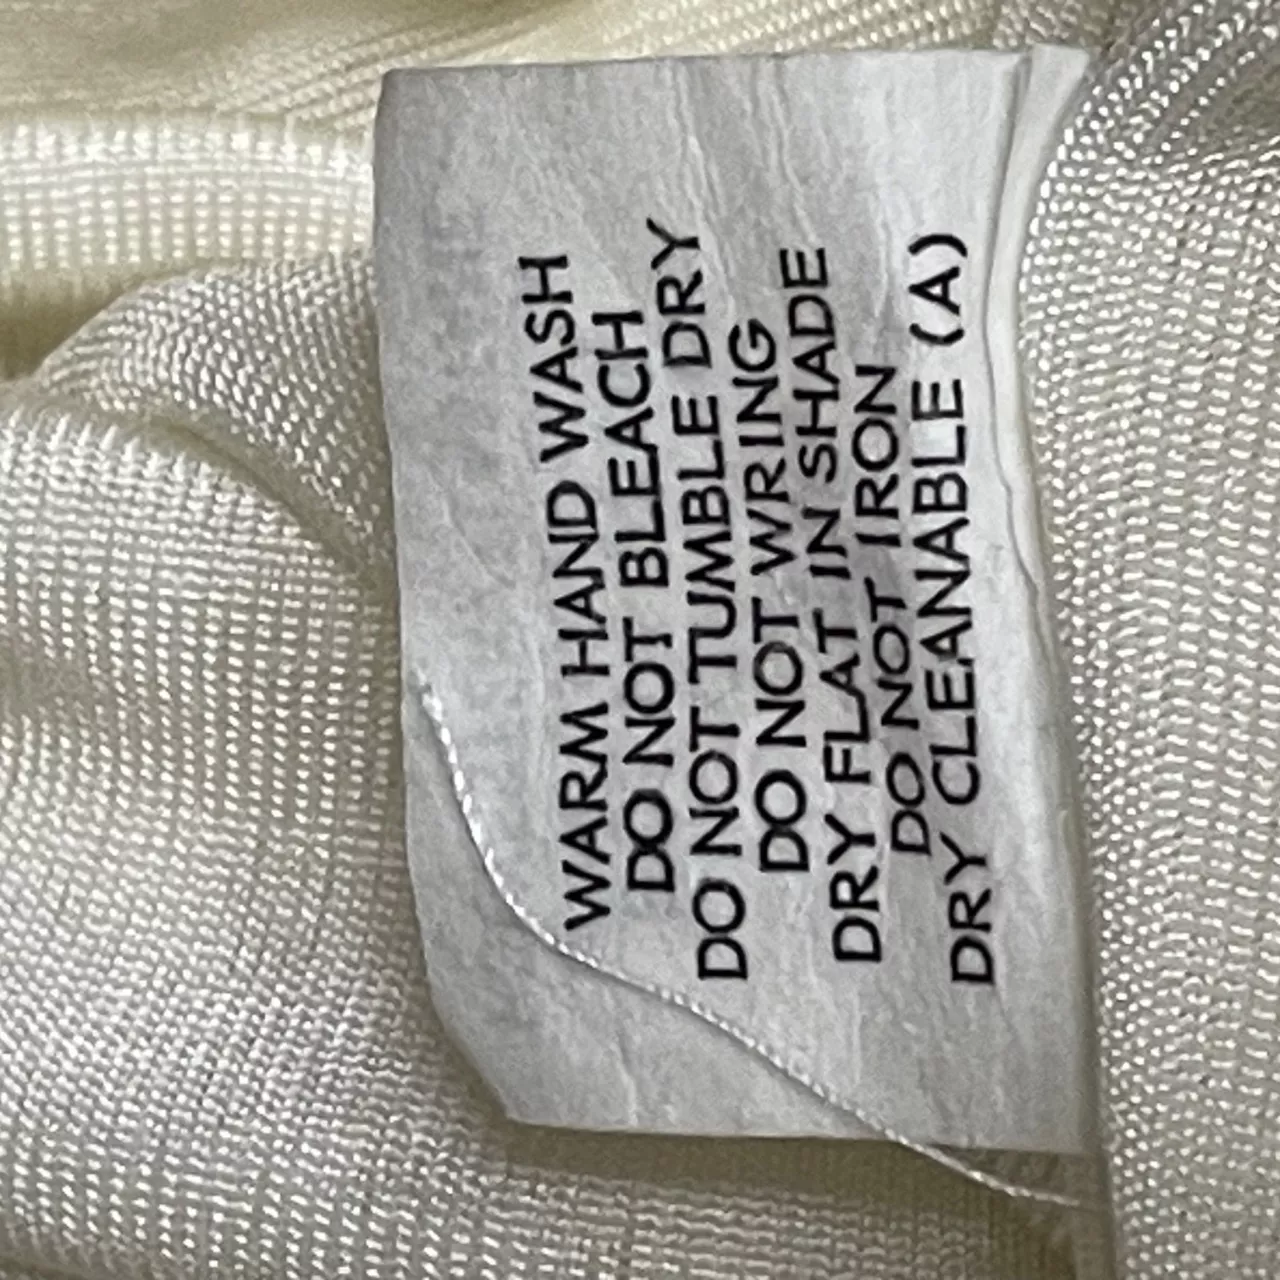 WARM HAND WASH
DO NOT BLEACH
DO NOT TUMBLE DRY
DO NOT WRING
DRY FLAT IN SHADE
DO NOT IRON
DRY CLEANABLE (A)